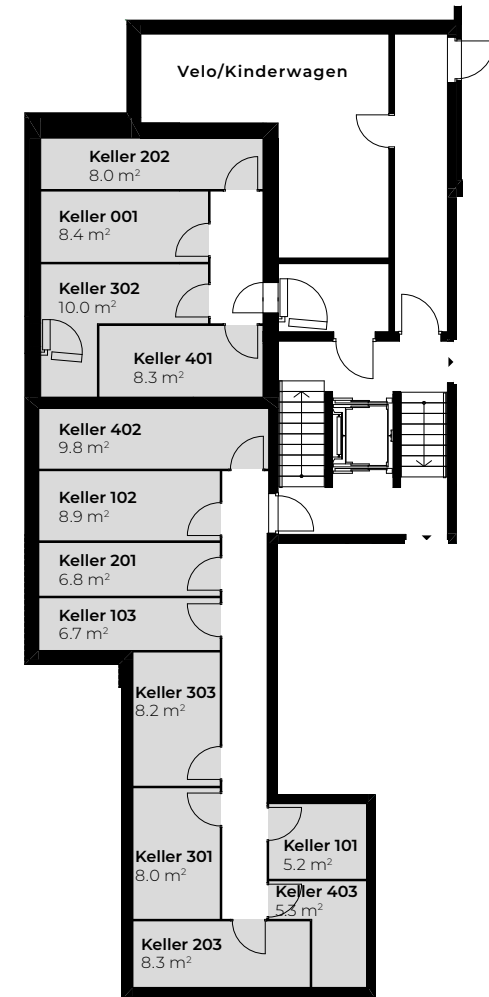 Velo/Kinderwagen
Keller 202
8.0 m²
Keller 001
8.4 m²
Keller 302
10.0 m²
Keller 401
8.3 m²
Keller 402
9.8 m²
Keller 102
8.9 m²
Keller 201
6.8 m²
Keller 103
6.7 m²
Keller 303
8.2 m²
Keller 301
8.0 m²
Keller 101
5.2 m²
Keller 403
5.3 m²
Keller 203
8.3 m²